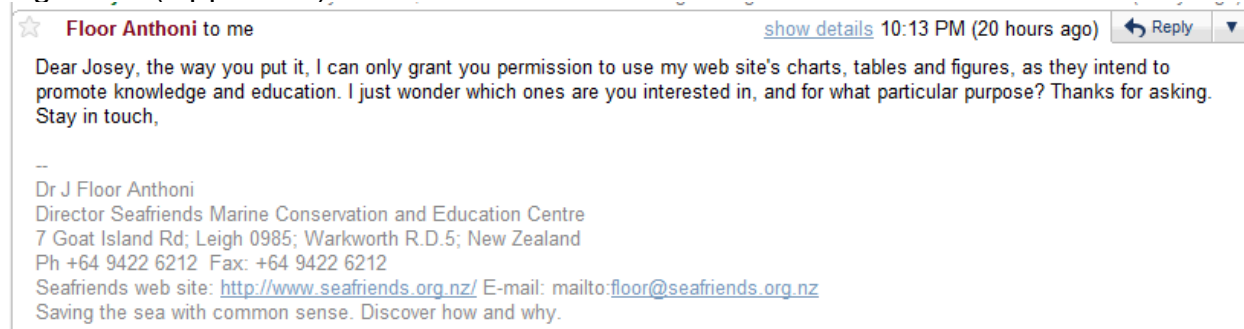 Floor Anthoni to me show details 10:13 PM (20 hours ago) Reply
Dear Josey, the way you put it, I can only grant you permission to use my web site's charts, tables and figures, as they intend to
promote knowledge and education. I just wonder which ones are you interested in, and for what particular purpose? Thanks for asking.
Stay in touch,
--
Dr J Floor Anthoni
Director Seafriends Marine Conservation and Education Centre
7 Goat Island Rd; Leigh 0985; Warkworth R.D.5; New Zealand
Ph +64 9422 6212 Fax: +64 9422 6212
Seafriends web site: http://www.seafriends.org.nz/ E-mail: mailto:floor@seafriends.org.nz
Saving the sea with common sense. Discover how and why.